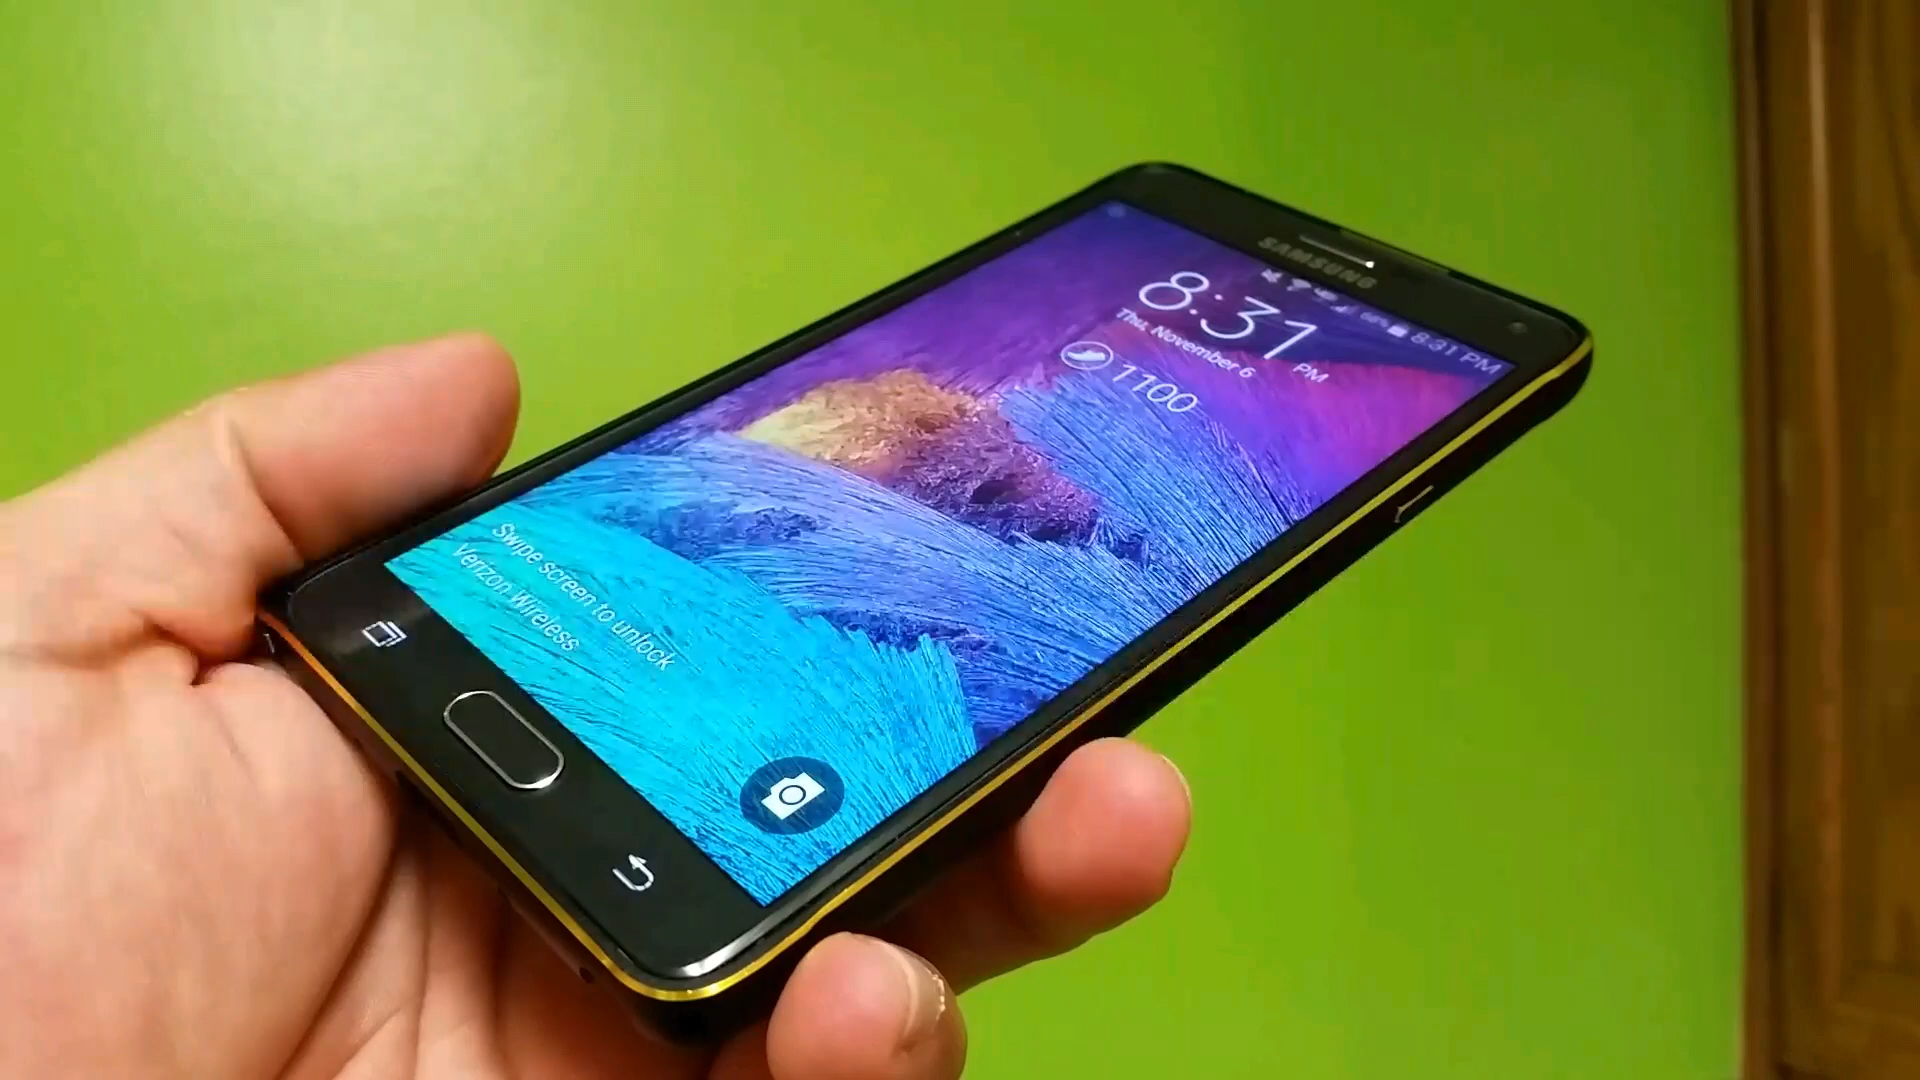 SAMSUNG
8:31 PM
8:31 PM
Thu, November 6
1100
Swipe screen to unlock
Verizon Wireless